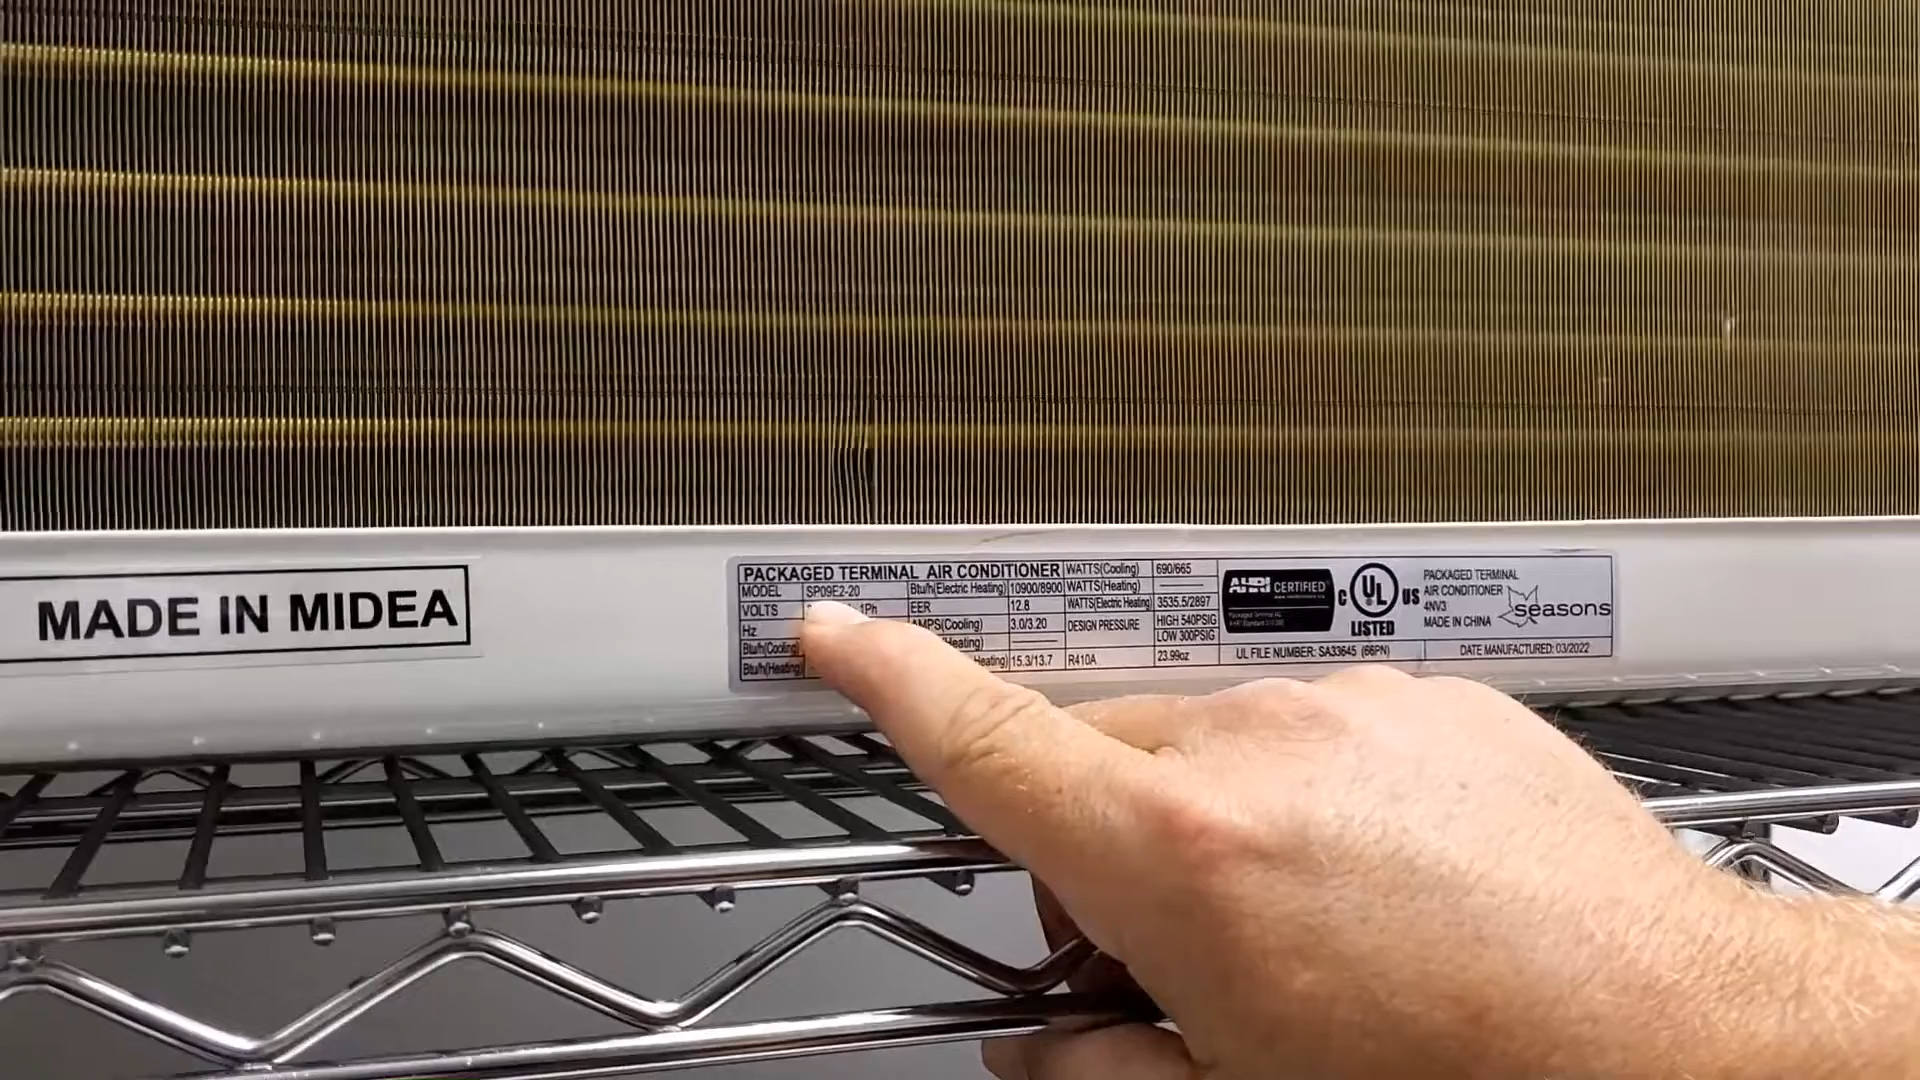 MADE IN MIDEA
PACKAGED TERMINAL AIR CONDITIONER
MODEL SP09E2-20
VOLTS 1Ph
Hz
Btu/h(Cooling)
Btu/h(Heating)
Btu/h(Electric Heating) 10900/8900
EER 12.8
AMPS(Cooling) 3.0/3.20
Heating) ———
Heating) 15.3/13.7
WATTS(Cooling) 690/665
WATTS(Heating) ———
WATTS(Electric Heating) 3535.5/2897
DESIGN PRESSURE HIGH 540PSIG
LOW 300PSIG
R410A 23.99oz
AHRI CERTIFIED
C UL US
LISTED
PACKAGED TERMINAL
AIR CONDITIONER
4NV3
MADE IN CHINA
seasons
UL FILE NUMBER: SA33645 (66PN)
DATE MANUFACTURED: 03/2022